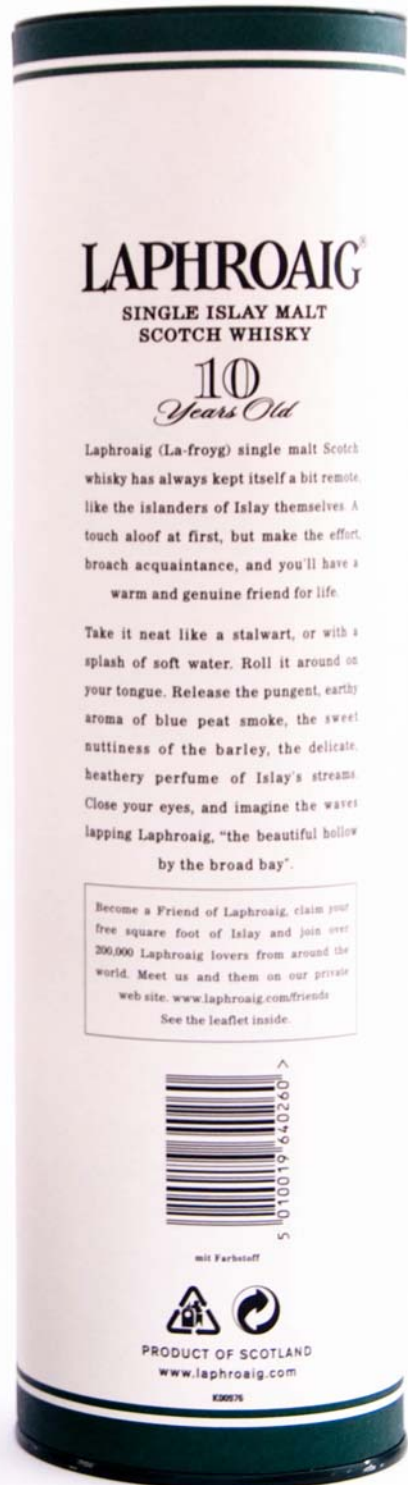 LAPHROAIG®
SINGLE ISLAY MALT
SCOTCH WHISKY
10
Years Old
Laphroaig (La-froyg) single malt Scotch
whisky has always kept itself a bit remote,
like the islanders of Islay themselves. A
touch aloof at first, but make the effort,
broach acquaintance, and you'll have a
warm and genuine friend for life.
Take it neat like a stalwart, or with a
splash of soft water. Roll it around on
your tongue. Release the pungent, earthy
aroma of blue peat smoke, the sweet
nuttiness of the barley, the delicate,
heathery perfume of Islay's streams.
Close your eyes, and imagine the waves
lapping Laphroaig, "the beautiful hollow
by the broad bay".
Become a Friend of Laphroaig, claim your
free square foot of Islay and join over
200,000 Laphroaig lovers from around the
world. Meet us and them on our private
web site. www.laphroaig.com/friends
See the leaflet inside.
5 010019 640260 >
mit Farbstoff
PRODUCT OF SCOTLAND
www.laphroaig.com
K00976